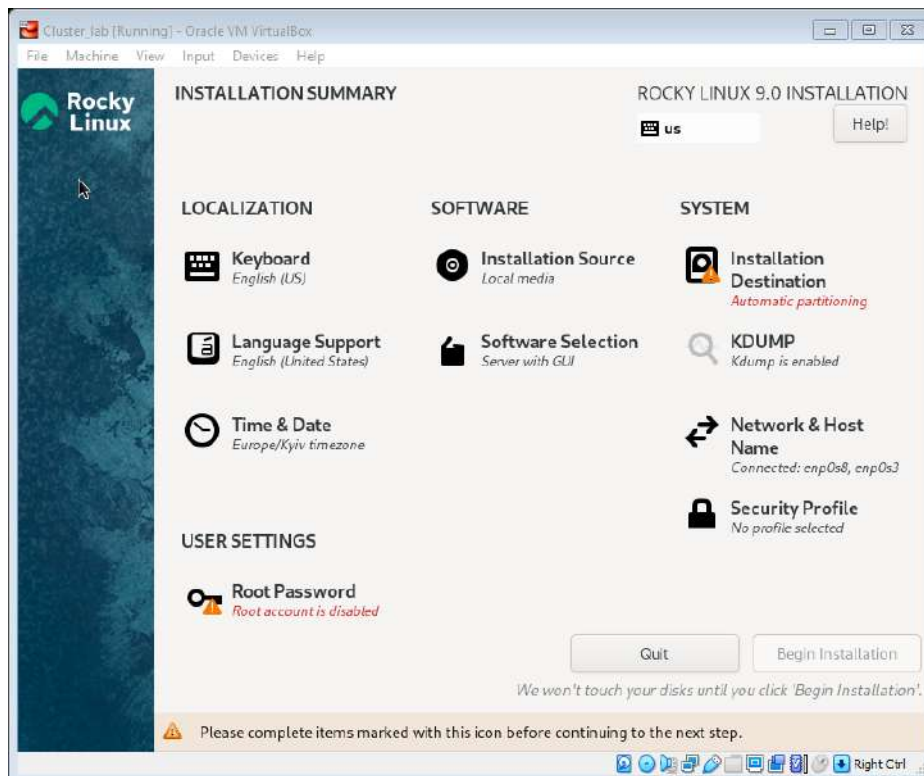 Cluster_lab [Running] - Oracle VM VirtualBox
File Machine View Input Devices Help
Rocky
Linux
INSTALLATION SUMMARY
ROCKY LINUX 9.0 INSTALLATION
us
Help!
LOCALIZATION
Keyboard
English (US)
Language Support
English (United States)
Time & Date
Europe/Kyiv timezone
SOFTWARE
Installation Source
Local media
Software Selection
Server with GUI
SYSTEM
Installation
Destination
Automatic partitioning
KDUMP
Kdump is enabled
Network & Host
Name
Connected: enp0s8, enp0s3
Security Profile
No profile selected
USER SETTINGS
Root Password
Root account is disabled
Quit
Begin Installation
We won't touch your disks until you click 'Begin Installation'.
Please complete items marked with this icon before continuing to the next step.
Right Ctrl